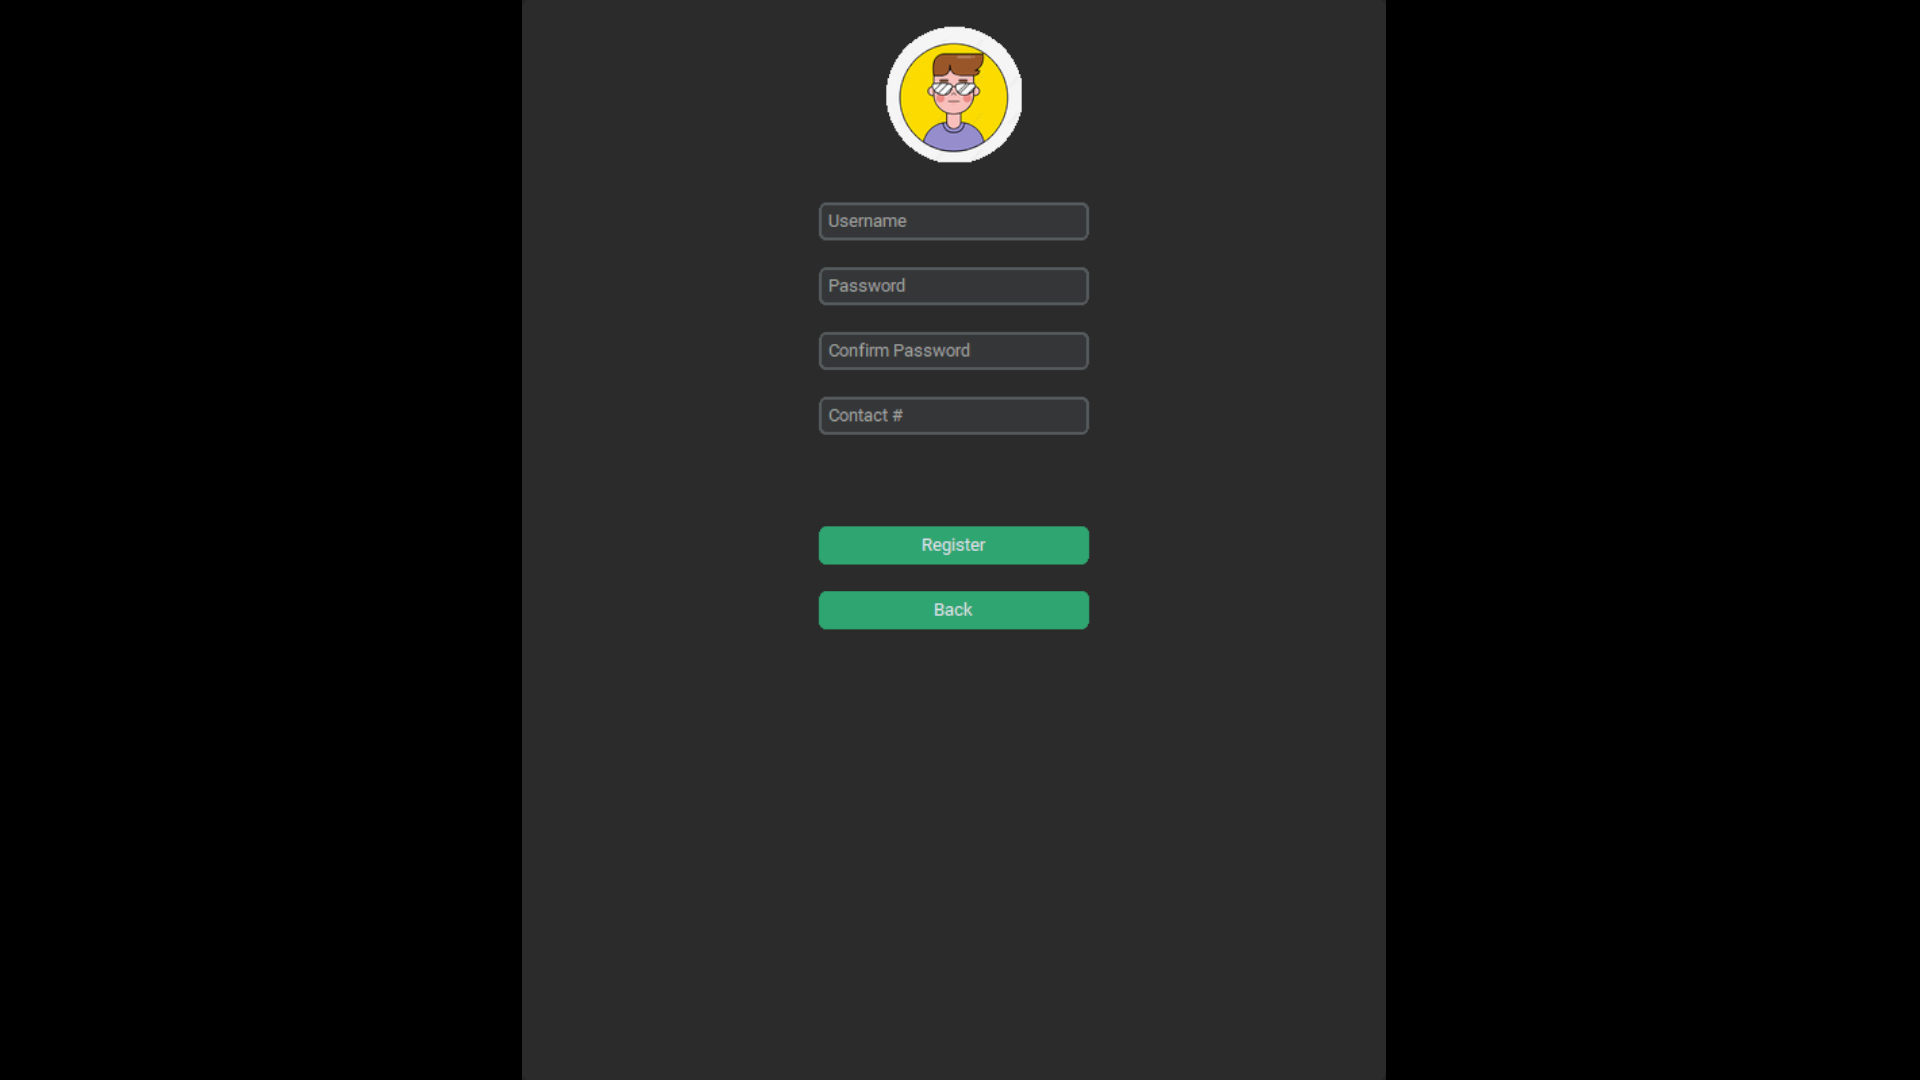 Username
Password
Confirm Password
Contact #
Register
Back